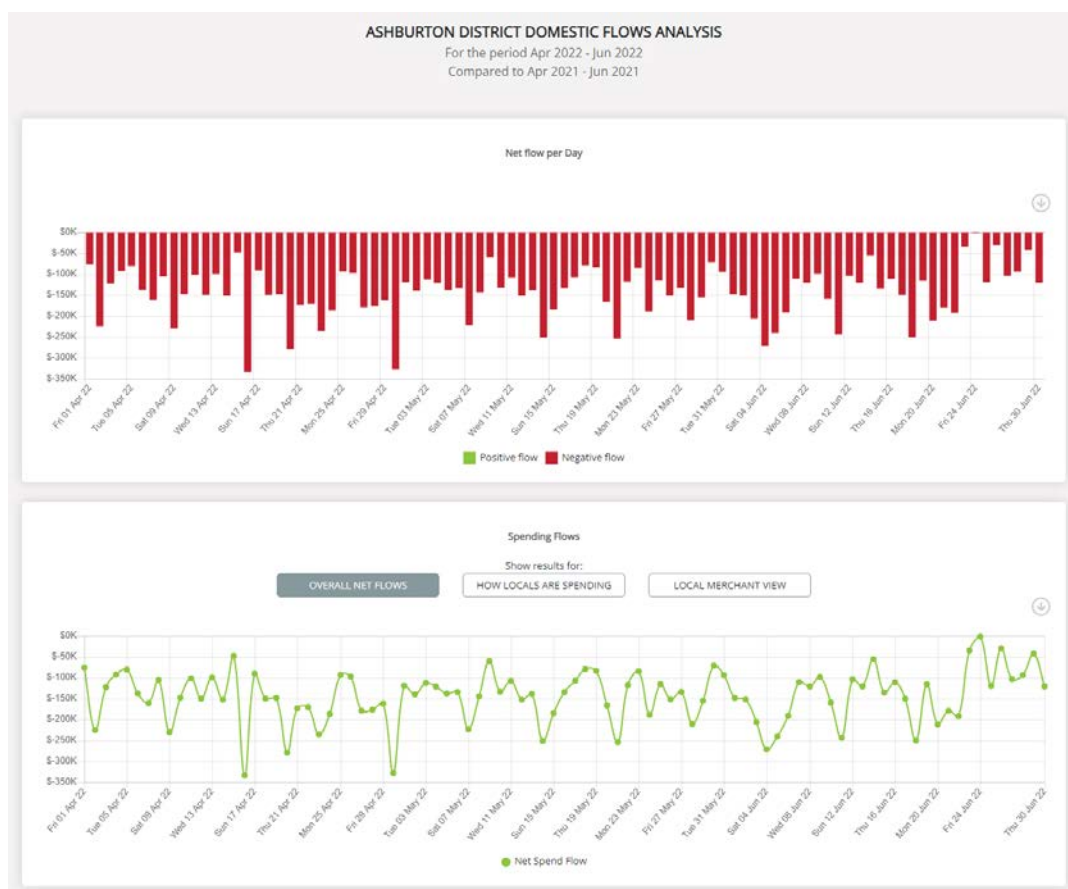 ASHBURTON DISTRICT DOMESTIC FLOWS ANALYSIS
For the period Apr 2022 - Jun 2022
Compared to Apr 2021 - Jun 2021
Net flow per Day
$0K
$-50K
$-100K
$-150K
$-200K
$-250K
$-300K
$-350K
Fri 01 Apr 22
Tue 05 Apr 22
Sat 09 Apr 22
Wed 13 Apr 22
Sun 17 Apr 22
Thu 21 Apr 22
Mon 25 Apr 22
Fri 29 Apr 22
Tue 03 May 22
Sat 07 May 22
Wed 11 May 22
Sun 15 May 22
Thu 19 May 22
Mon 23 May 22
Fri 27 May 22
Tue 31 May 22
Sat 04 Jun 22
Wed 08 Jun 22
Sun 12 Jun 22
Thu 16 Jun 22
Mon 20 Jun 22
Fri 24 Jun 22
Thu 30 Jun 22
Positive flow Negative flow
Spending Flows
Show results for:
OVERALL NET FLOWS HOW LOCALS ARE SPENDING LOCAL MERCHANT VIEW
$0K
$-50K
$-100K
$-150K
$-200K
$-250K
$-300K
$-350K
Fri 01 Apr 22
Tue 05 Apr 22
Sat 09 Apr 22
Wed 13 Apr 22
Sun 17 Apr 22
Thu 21 Apr 22
Mon 25 Apr 22
Fri 29 Apr 22
Tue 03 May 22
Sat 07 May 22
Wed 11 May 22
Sun 15 May 22
Thu 19 May 22
Mon 23 May 22
Fri 27 May 22
Tue 31 May 22
Sat 04 Jun 22
Wed 08 Jun 22
Sun 12 Jun 22
Thu 16 Jun 22
Mon 20 Jun 22
Fri 24 Jun 22
Thu 30 Jun 22
Net Spend Flow